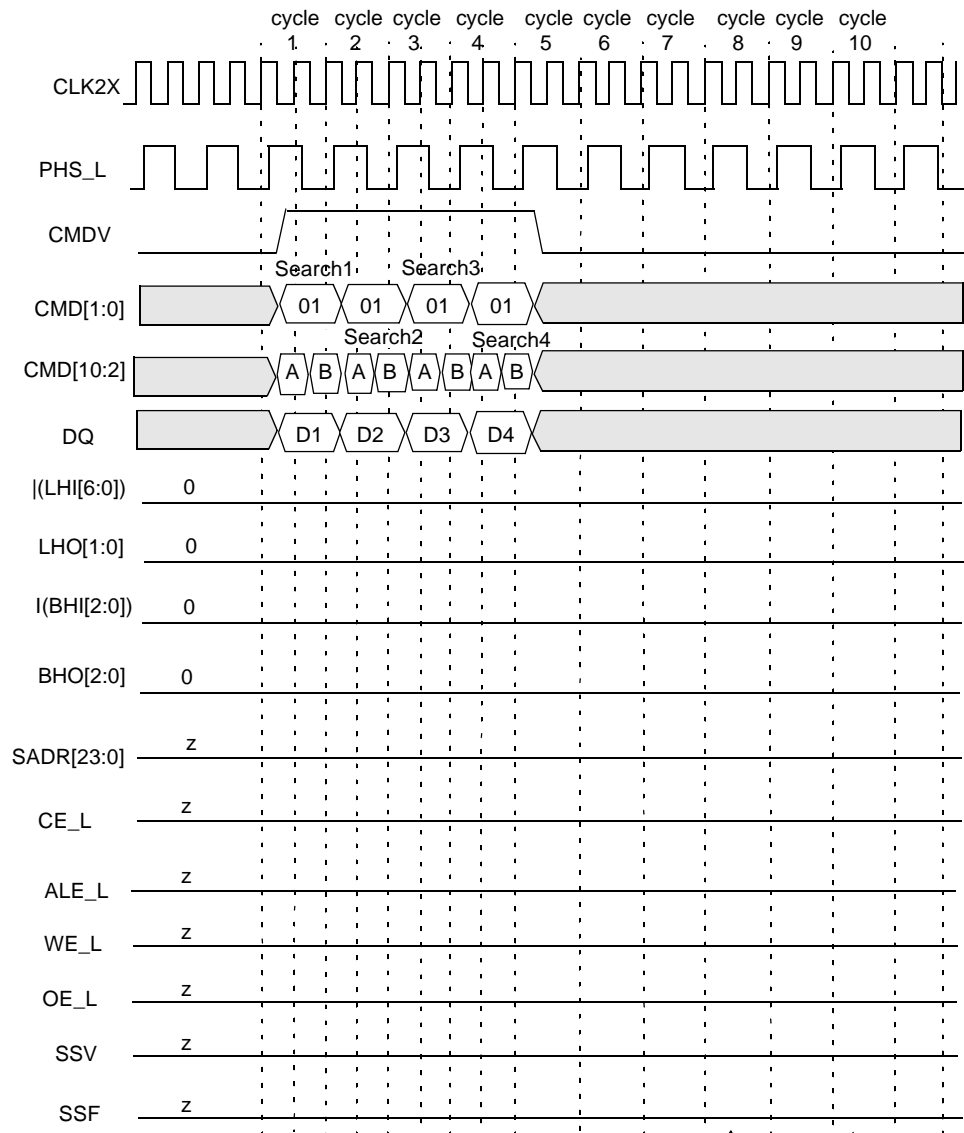 cycle cycle cycle cycle cycle cycle cycle cycle cycle cycle
1 2 3 4 5 6 7 8 9 10
CLK2X
PHS_L
CMDV
Search1 Search3
CMD[1:0] 01 01 01 01
Search2 Search4
CMD[10:2] A B A B A B A B
DQ D1 D2 D3 D4
|(LHI[6:0]) 0
LHO[1:0] 0
I(BHI[2:0]) 0
BHO[2:0] 0
SADR[23:0] z
CE_L z
ALE_L z
WE_L z
OE_L z
SSV z
SSF z